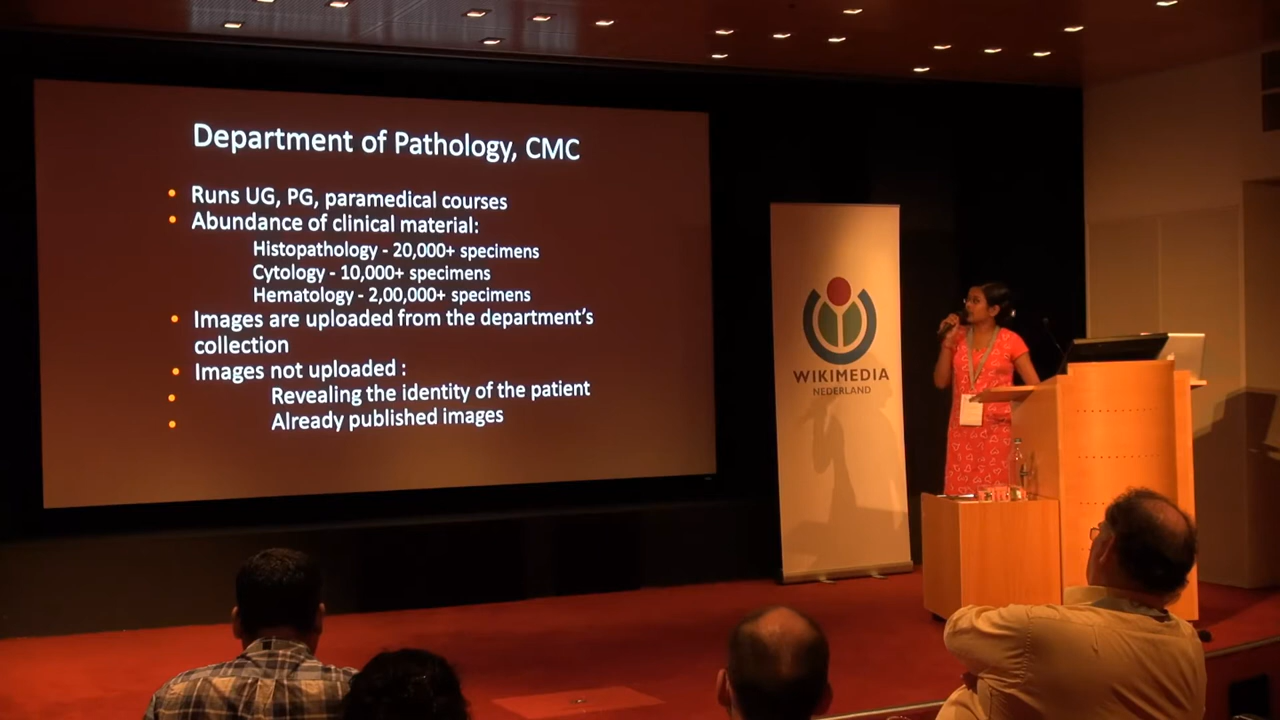 Department of Pathology, CMC
• Runs UG, PG, paramedical courses
• Abundance of clinical material:
Histopathology - 20,000+ specimens
Cytology - 10,000+ specimens
Hematology - 2,00,000+ specimens
• Images are uploaded from the department's
collection
• Images not uploaded :
• Revealing the identity of the patient
• Already published images
WIKIMEDIA
NEDERLAND